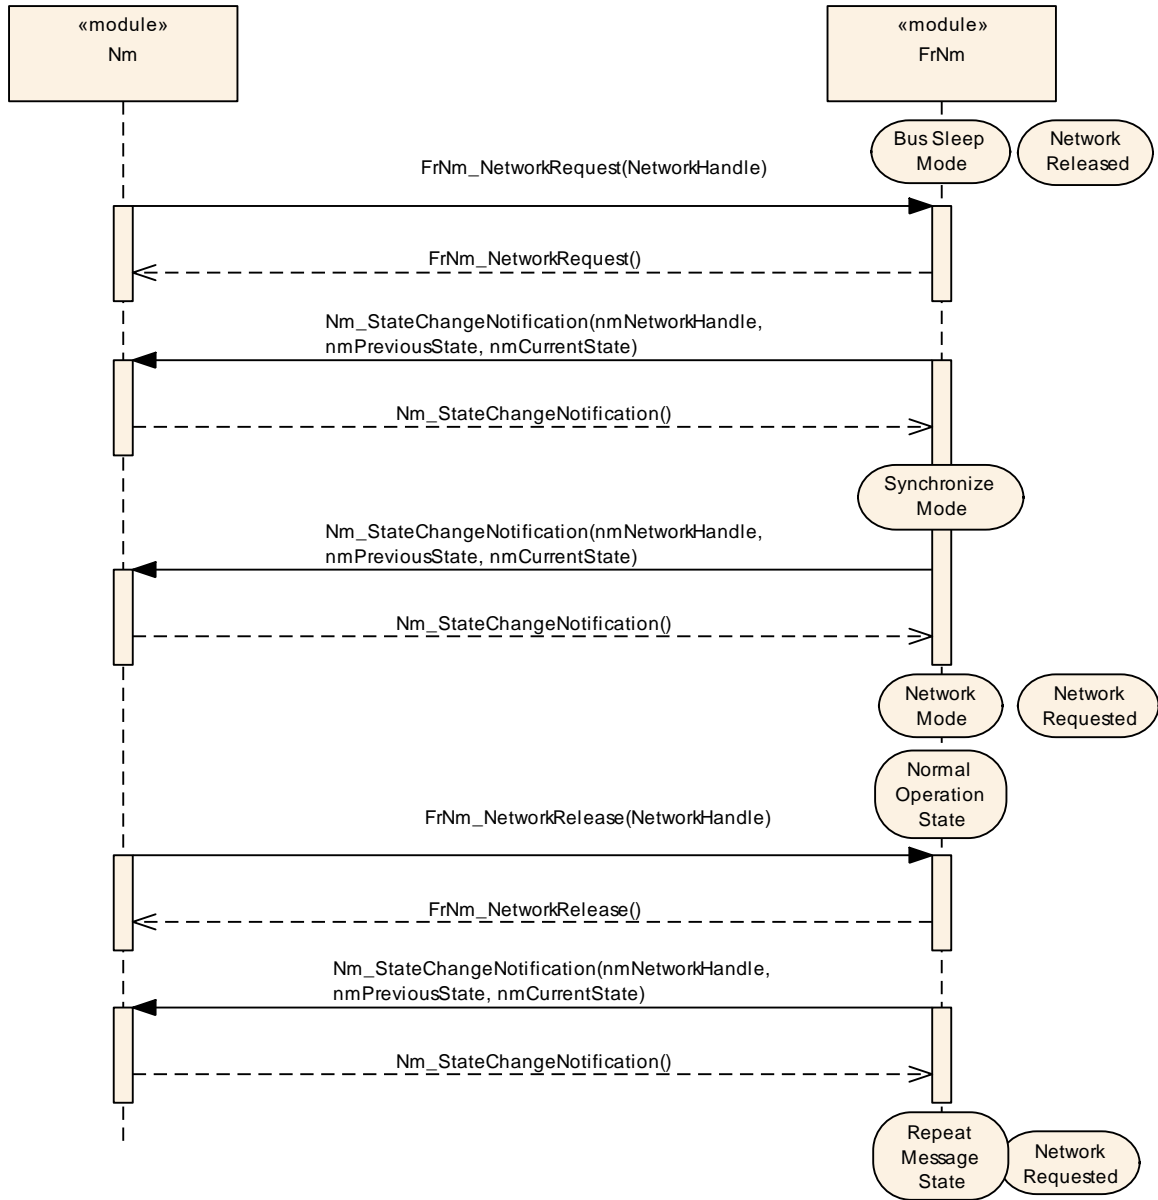 «module»
Nm
«module»
FrNm
Bus Sleep
Mode
Network
Released
FrNm_NetworkRequest(NetworkHandle)
FrNm_NetworkRequest()
Nm_StateChangeNotification(nmNetworkHandle,
nmPreviousState, nmCurrentState)
Nm_StateChangeNotification()
Synchronize
Mode
Nm_StateChangeNotification(nmNetworkHandle,
nmPreviousState, nmCurrentState)
Nm_StateChangeNotification()
Network
Mode
Network
Requested
Normal
Operation
State
FrNm_NetworkRelease(NetworkHandle)
FrNm_NetworkRelease()
Nm_StateChangeNotification(nmNetworkHandle,
nmPreviousState, nmCurrentState)
Nm_StateChangeNotification()
Repeat
Message
State
Network
Requested